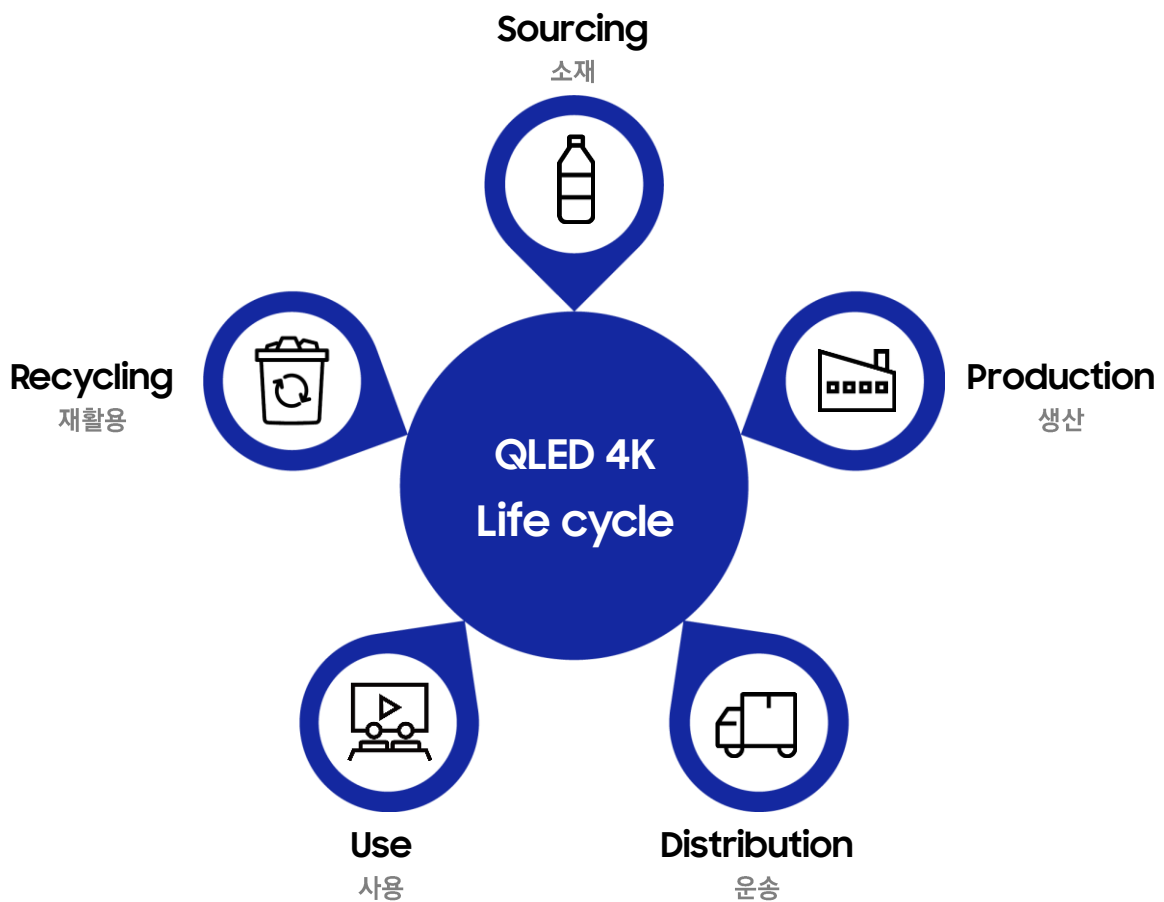 Sourcing
소재
Recycling
재활용
Production
생산
QLED 4K
Life cycle
Use
사용
Distribution
운송